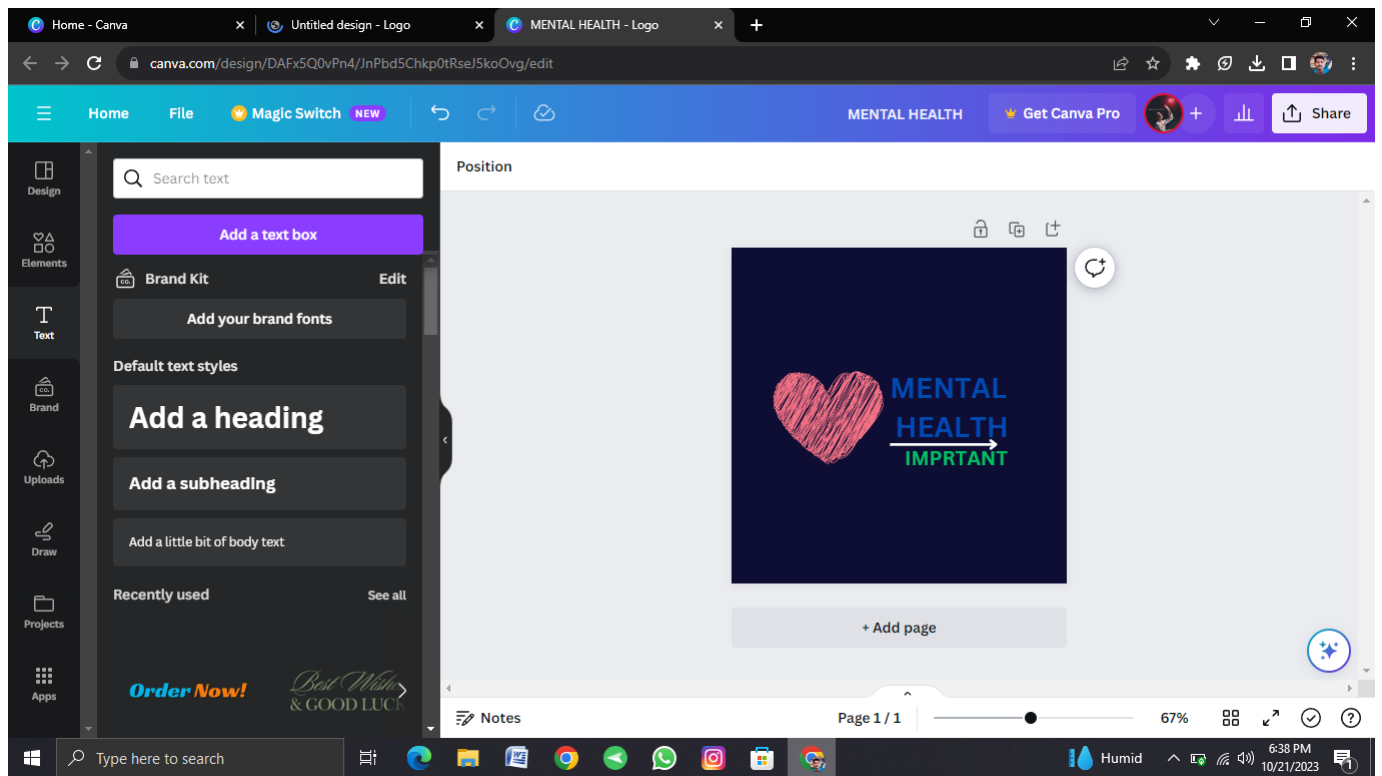 Home - Canva
Untitled design - Logo
MENTAL HEALTH - Logo
canva.com/design/DAFx5Q0vPn4/JnPbd5Chkp0tRseJ5koOvg/edit
Home File Magic Switch NEW MENTAL HEALTH Get Canva Pro Share
Design
Elements
Text
Brand
Uploads
Draw
Projects
Apps
Search text
Add a text box
Brand Kit Edit
Add your brand fonts
Default text styles
Add a heading
Add a subheading
Add a little bit of body text
Recently used See all
Order Now!
Best
& GOOD LUCK
Position
MENTAL
HEALTH
IMPRTANT
+ Add page
Notes Page 1 / 1 67%
Type here to search
Humid
6:38 PM
10/21/2023
1